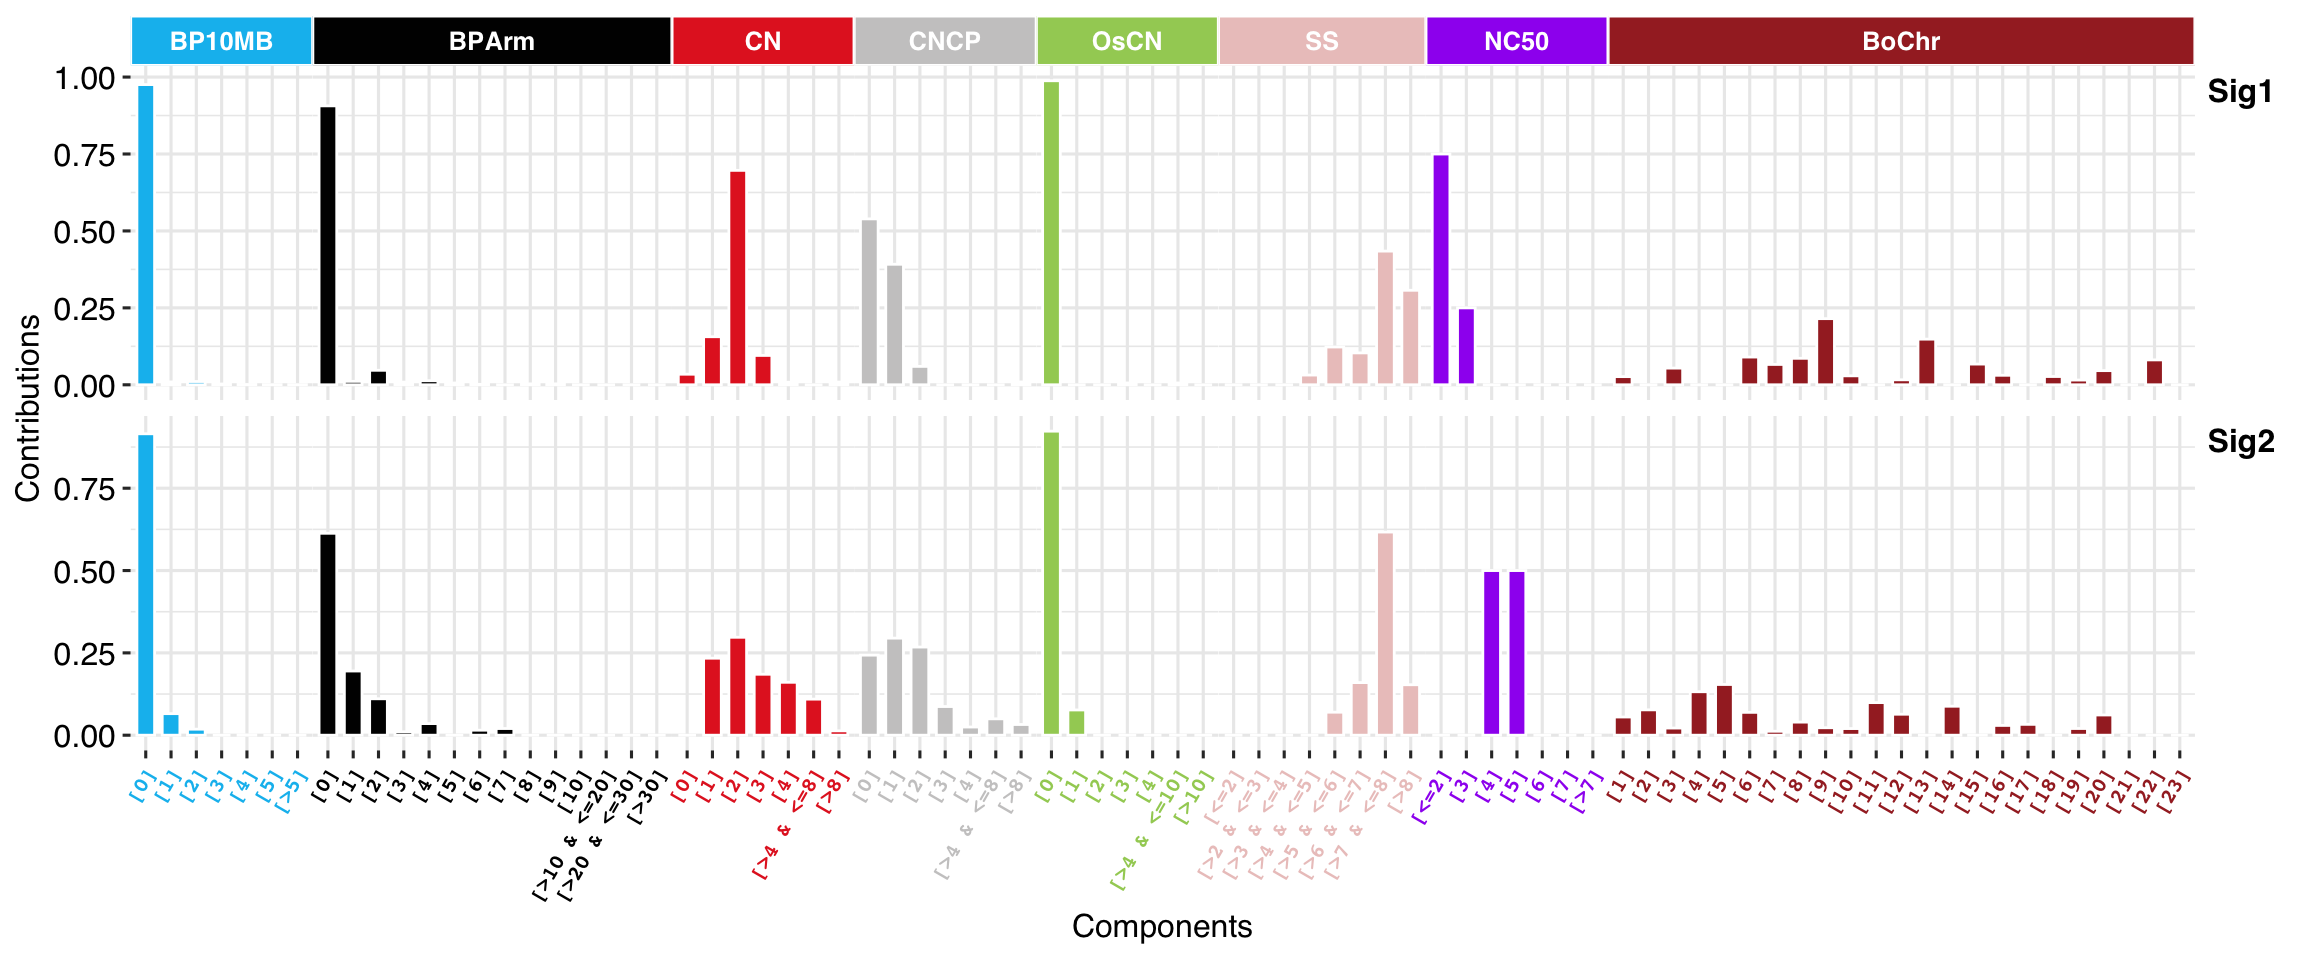 BP10MB BPArm CN CNCP OsCN SS NC50 BoChr
Sig1
1.00
0.75
0.50
0.25
0.00
Contributions
Sig2
0.75
0.50
0.25
0.00
[0] [1] [2] [3] [4] [5] [>5] [0] [1] [2] [3] [4] [5] [6] [7] [8] [9] [10] [>10 & <=20] [>20 & <=30] [>30] [0] [1] [2] [3] [4] [>4 & <=8] [>8] [0] [1] [2] [3] [4] [>4 & <=8] [>8] [0] [1] [2] [3] [4] [>4 & <=10] [>10] [<=2] [>2 & <=3] [>3 & <=4] [>4 & <=5] [>5 & <=6] [>6 & <=7] [>7 & <=8] [>8] [<=2] [3] [4] [5] [6] [7] [>7] [1] [2] [3] [4] [5] [6] [7] [8] [9] [10] [11] [12] [13] [14] [15] [16] [17] [18] [19] [20] [21] [22] [23]
Components